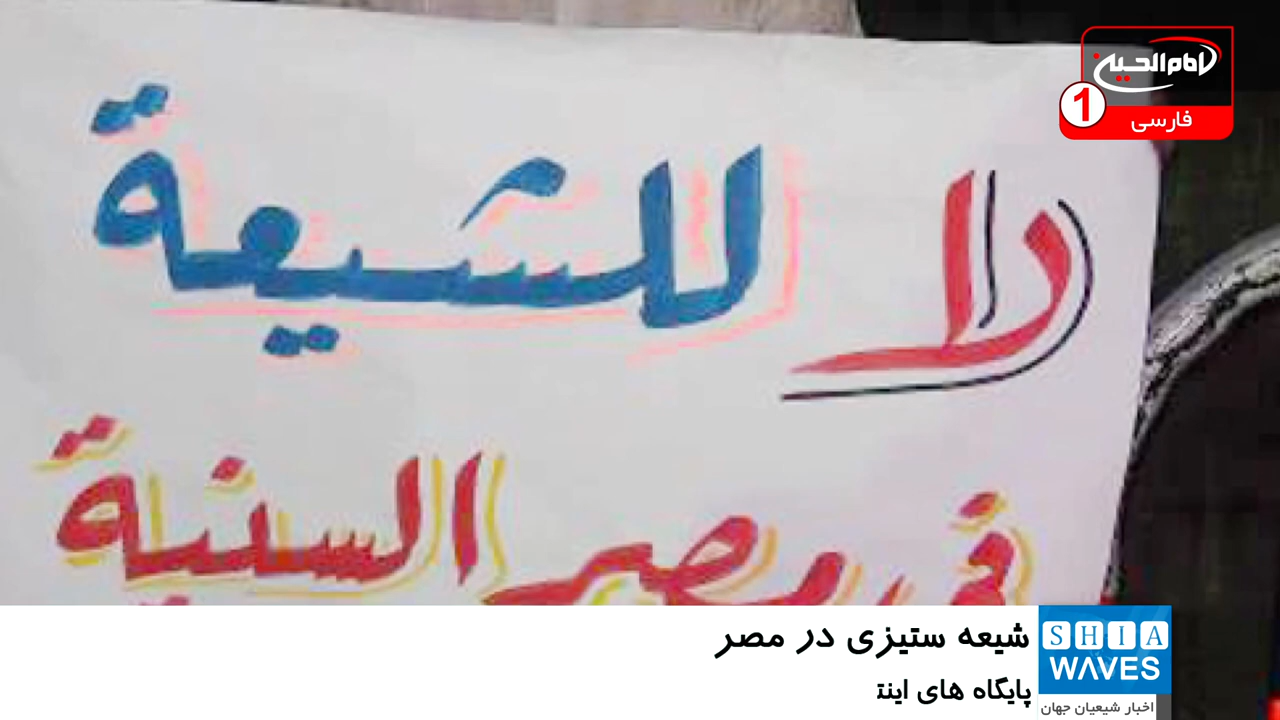 امام الحسین
1
فارسی
لا للشيعة
في مصر السنية
شیعه ستیزی در مصر
پایگاه های اینت
SHIA
WAVES
اخبار شیعیان جهان